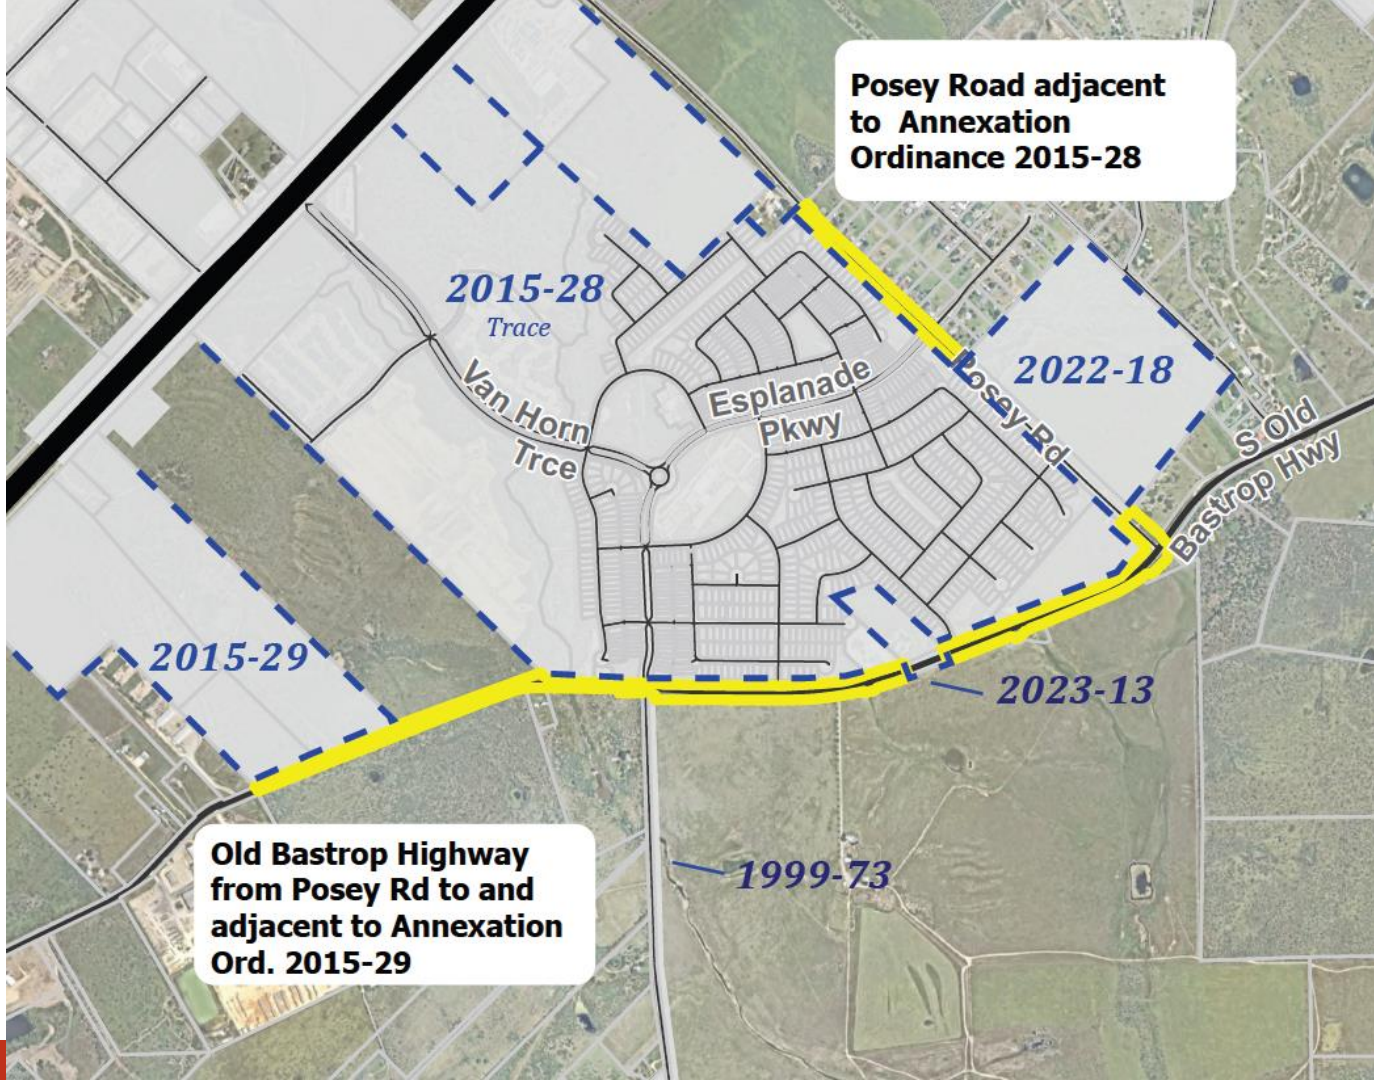 Posey Road adjacent
to Annexation
Ordinance 2015-28
2015-28
Trace
2022-18
Van Horn
Trce
Esplanade
Pkwy
Posey Rd
S Old
Bastrop Hwy
2015-29
2023-13
1999-73
Old Bastrop Highway
from Posey Rd to and
adjacent to Annexation
Ord. 2015-29